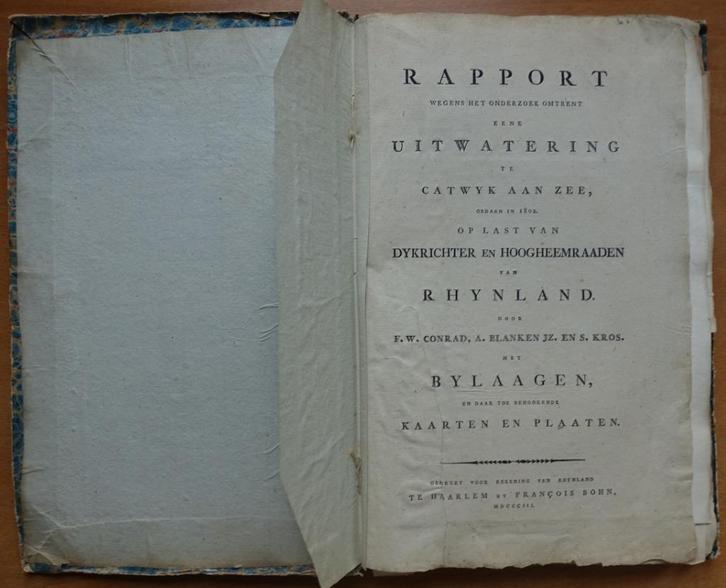 RAPPORT
WEGENS HET ONDERZOEK OMTRENT
EENE
UITWATERING
TE
CATWYK AAN ZEE,
GEDAAN IN 1802.
OP LAST VAN
DYKRICHTER EN HOOGHEEMRAADEN
VAN
RHYNLAND.
DOOR
F. W. CONRAD, A. BLANKEN JZ. EN S. KROS.
MET
BYLAAGEN,
EN DAAR TOE BEHOORENDE
KAARTEN EN PLAATEN.
GEDRUKT VOOR REKENING VAN RHYNLAND
TE HAARLEM BY FRANÇOIS BOHN,
MDCCCIII.